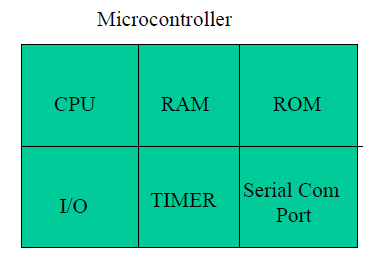 Microcontroller
CPU
RAM
ROM
I/O
TIMER
Serial Com
Port